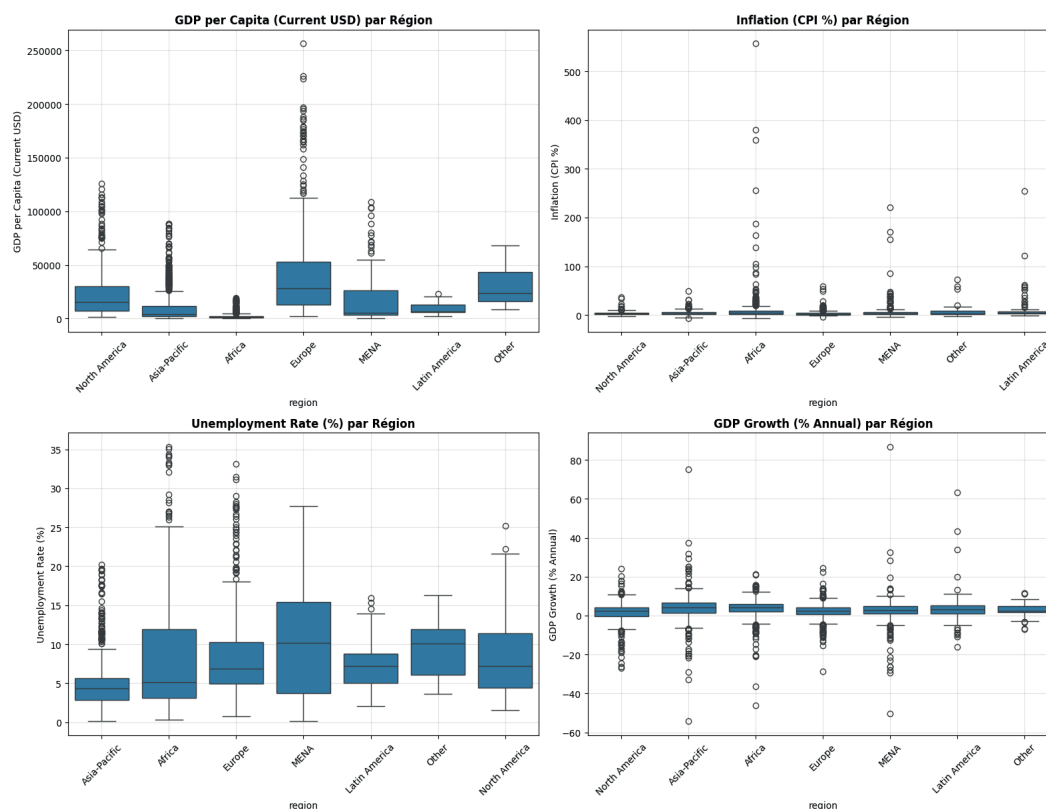 GDP per Capita (Current USD) par Région
GDP per Capita (Current USD)
250000
200000
150000
100000
50000
0
North America
Asia-Pacific
Africa
Europe
MENA
Latin America
Other
region
Inflation (CPI %) par Région
Inflation (CPI %)
500
400
300
200
100
0
North America
Asia-Pacific
Africa
Europe
MENA
Other
Latin America
region
Unemployment Rate (%) par Région
Unemployment Rate (%)
35
30
25
20
15
10
5
0
Asia-Pacific
Africa
Europe
MENA
Latin America
Other
North America
region
GDP Growth (% Annual) par Région
GDP Growth (% Annual)
80
60
40
20
0
−20
−40
−60
North America
Asia-Pacific
Africa
Europe
MENA
Latin America
Other
region